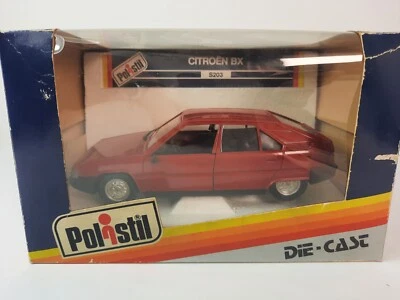 CITROËN BX
Polistil
S203
Polistil
DIE-CAST